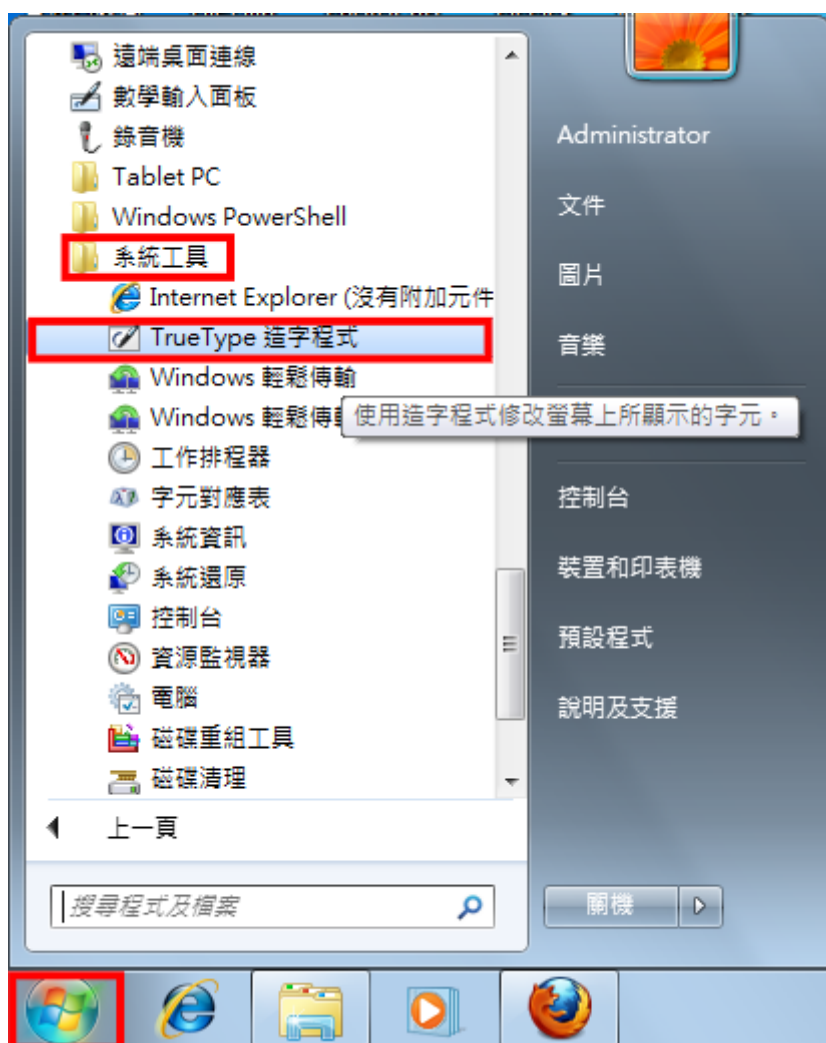 遠端桌面連線
數學輸入面板
錄音機
Tablet PC
Windows PowerShell
系統工具
Internet Explorer (沒有附加元件
TrueType 造字程式
Windows 輕鬆傳輸
Windows 輕鬆傳
使用造字程式修改螢幕上所顯示的字元。
工作排程器
字元對應表
系統資訊
系統還原
控制台
資源監視器
電腦
磁碟重組工具
磁碟清理
上一頁
搜尋程式及檔案
Administrator
文件
圖片
音樂
控制台
裝置和印表機
預設程式
說明及支援
關機